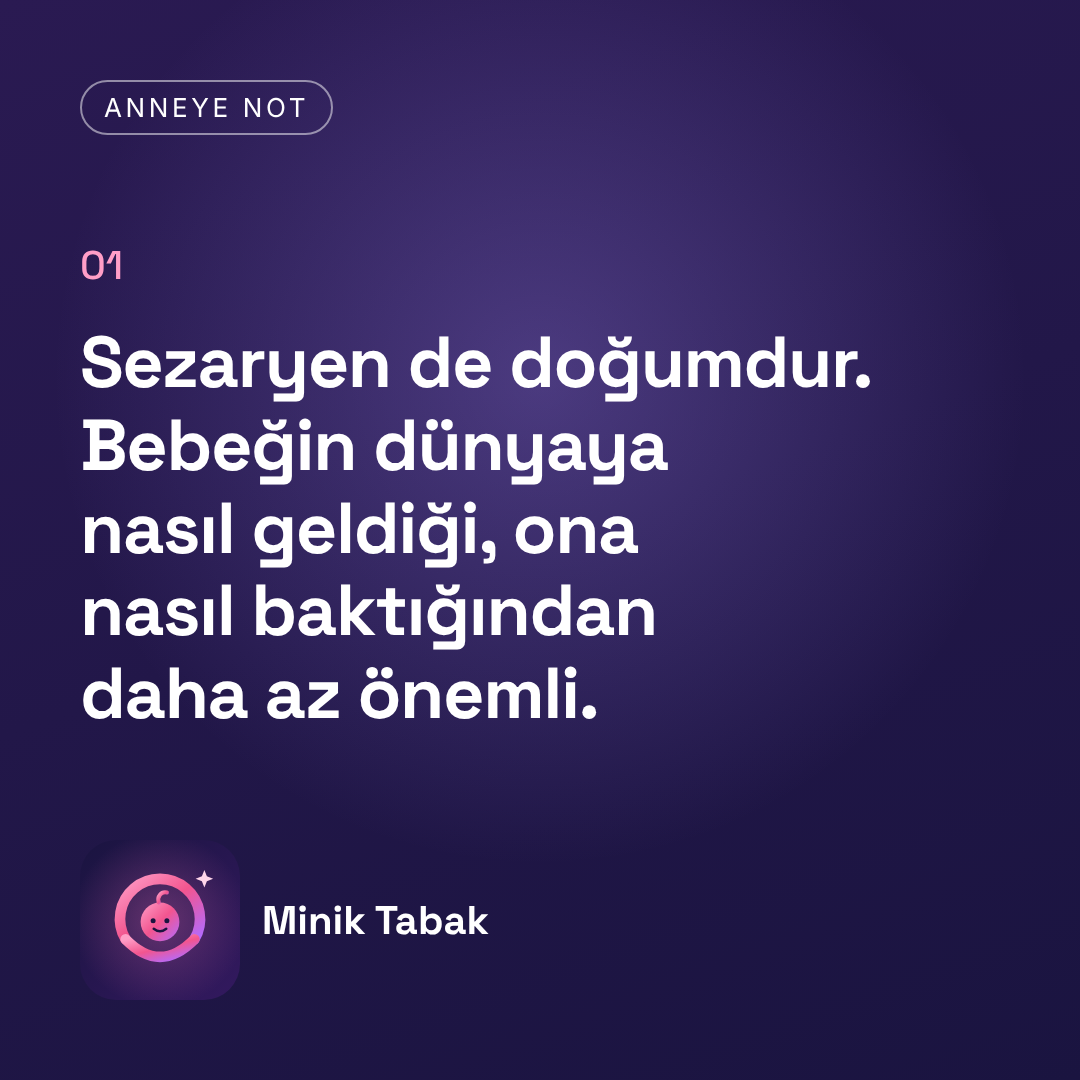 ANNEYE NOT
01
Sezaryen de doğumdur.
Bebeğin dünyaya
nasıl geldiği, ona
nasıl baktığından
daha az önemli.
Minik Tabak